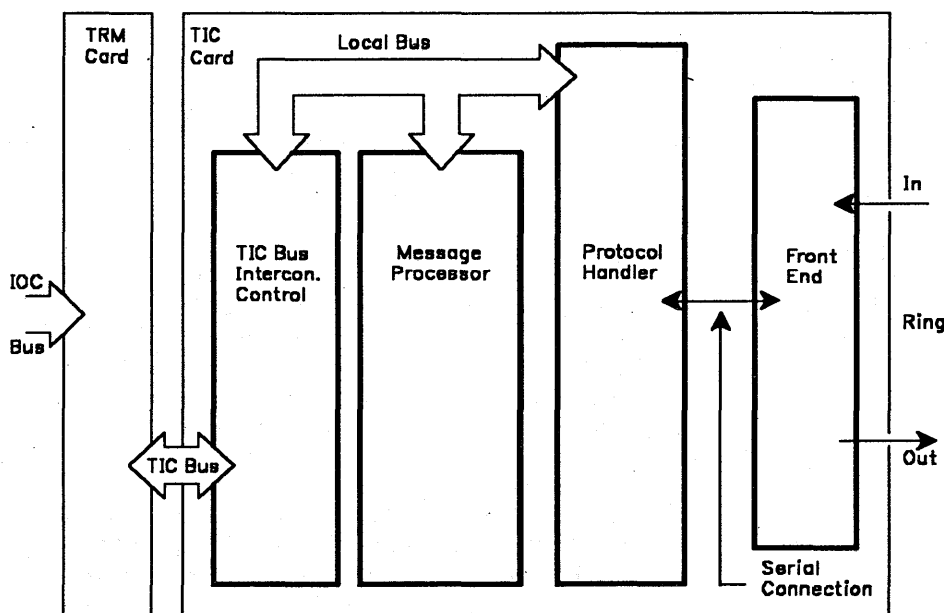 TRM
Card
TIC
Card
Local Bus
In
TIC Bus
Intercon.
Control
Message
Processor
Protocol
Handler
Front
End
IOC
Bus
Ring
TIC Bus
Out
Serial
Connection